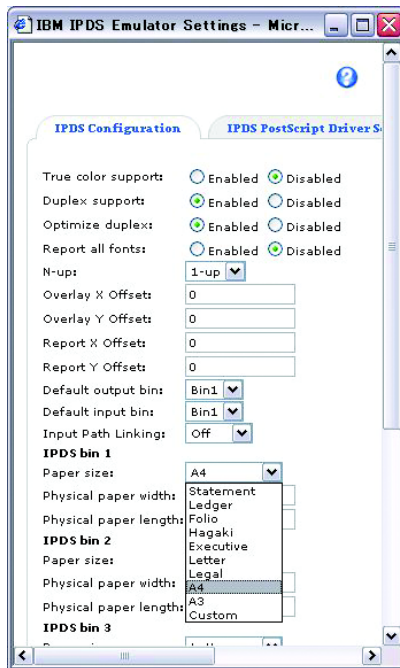 IBM IPDS Emulator Settings - Micr...
IPDS Configuration
IPDS PostScript Driver S
True color support: Enabled Disabled
Duplex support: Enabled Disabled
Optimize duplex: Enabled Disabled
Report all fonts: Enabled Disabled
N-up: 1-up
Overlay X Offset: 0
Overlay Y Offset: 0
Report X Offset: 0
Report Y Offset: 0
Default output bin: Bin1
Default input bin: Bin1
Input Path Linking: Off
IPDS bin 1
Paper size: A4
Physical paper width:
Physical paper length:
IPDS bin 2
Paper size:
Physical paper width:
Physical paper length:
IPDS bin 3
Statement
Ledger
Folio
Hagaki
Executive
Letter
Legal
A4
A3
Custom